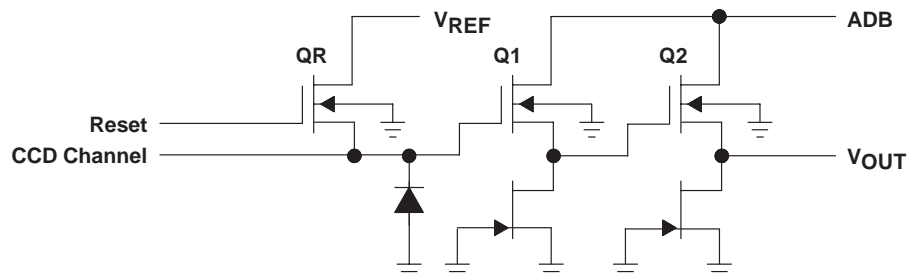 VREF
ADB
QR
Q1
Q2
Reset
CCD Channel
VOUT